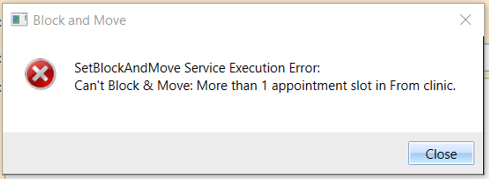 Block and Move
SetBlockAndMove Service Execution Error:
Can't Block & Move: More than 1 appointment slot in From clinic.
Close